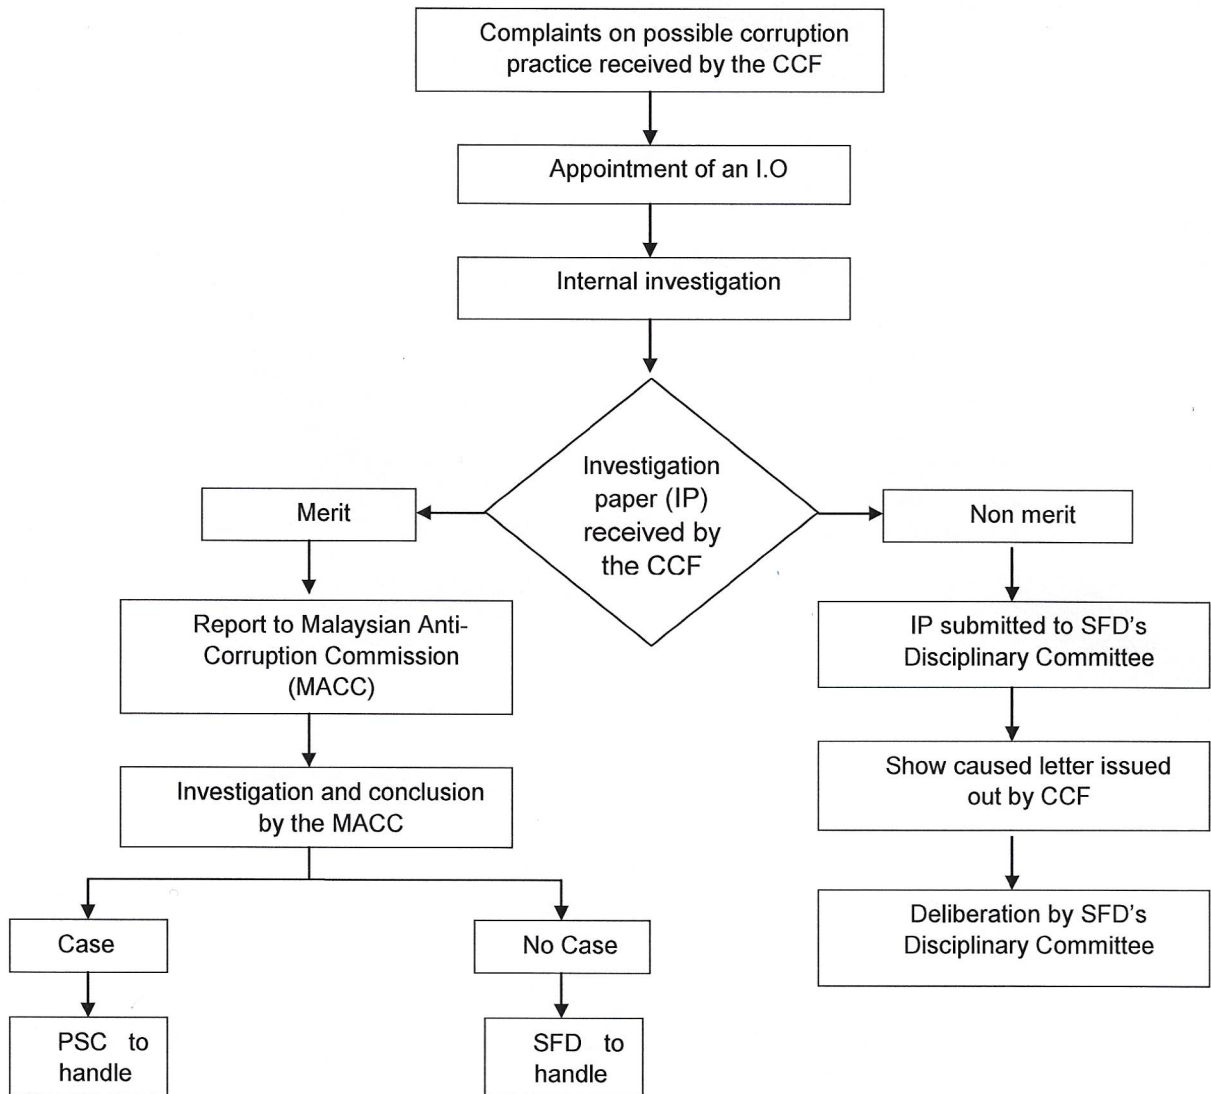 Complaints on possible corruption
practice received by the CCF
Appointment of an I.O
Internal investigation
Investigation
paper (IP)
received by
the CCF
Merit
Non merit
Report to Malaysian Anti-
Corruption Commission
(MACC)
IP submitted to SFD's
Disciplinary Committee
Investigation and conclusion
by the MACC
Show caused letter issued
out by CCF
Case
No Case
Deliberation by SFD's
Disciplinary Committee
PSC to
handle
SFD to
handle